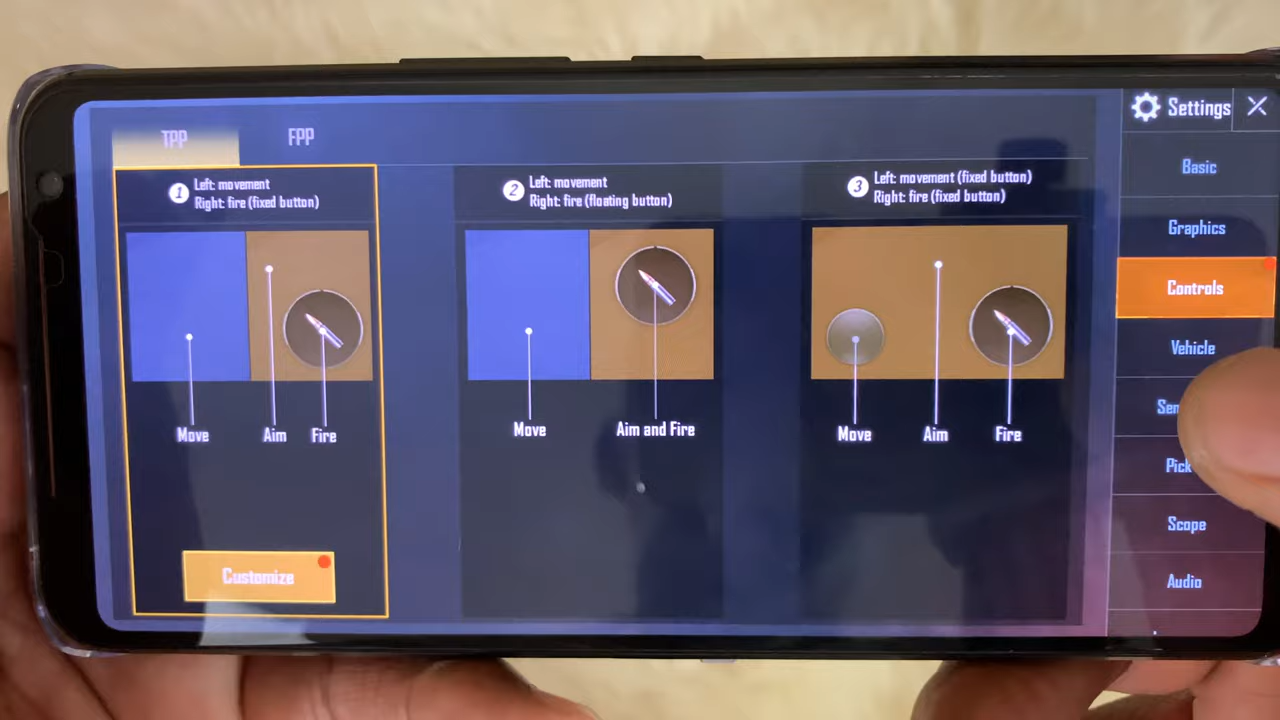 TPP
FPP
Settings
1
Left: movement
Right: fire (fixed button)
Move
Aim
Fire
Customize
2
Left: movement
Right: fire (floating button)
Move
Aim and Fire
3
Left: movement (fixed button)
Right: fire (fixed button)
Move
Aim
Fire
Basic
Graphics
Controls
Vehicle
Scope
Audio